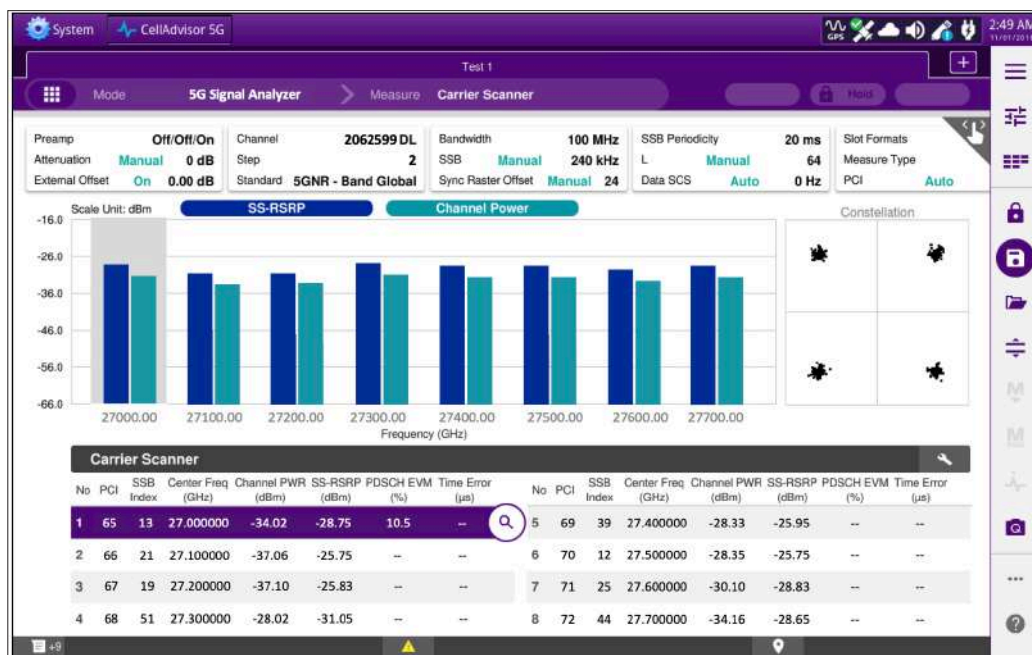 System CellAdvisor 5G GPS 2:49 AM
Test 1 +
Mode 5G Signal Analyzer Measure Carrier Scanner Hold
Preamp Off/Off/On Channel 2062599 DL Bandwidth 100 MHz SSB Periodicity 20 ms Slot Formats
Attenuation Manual 0 dB Step 2 SSB Manual 240 kHz L Manual 64 Measure Type
External Offset On 0.00 dB Standard 5GNR - Band Global Sync Raster Offset Manual 24 Data SCS Auto 0 Hz PCI Auto
Scale Unit: dBm SS-RSRP Channel Power Constellation
-16.0
-26.0
-36.0
-46.0
-56.0
-66.0
27000.00 27100.00 27200.00 27300.00 27400.00 27500.00 27600.00 27700.00
Frequency (GHz)
Carrier Scanner
No PCI SSB Index Center Freq (GHz) Channel PWR (dBm) SS-RSRP (dBm) PDSCH EVM (%) Time Error (µs) No PCI SSB Index Center Freq (GHz) Channel PWR (dBm) SS-RSRP (dBm) PDSCH EVM (%) Time Error (µs)
1 65 13 27.000000 -34.02 -28.75 10.5 -- 5 69 39 27.400000 -28.33 -25.95 -- --
2 66 21 27.100000 -37.06 -25.75 -- -- 6 70 12 27.500000 -28.35 -25.75 -- --
3 67 19 27.200000 -37.10 -25.83 -- -- 7 71 25 27.600000 -30.10 -28.83 -- --
4 68 51 27.300000 -28.02 -31.05 -- -- 8 72 44 27.700000 -34.16 -28.65 -- --
+9